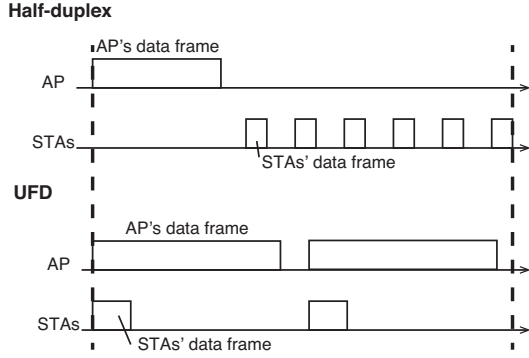 Half-duplex
AP's data frame
AP
STAs
STAs' data frame
UFD
AP's data frame
AP
STAs
STAs' data frame